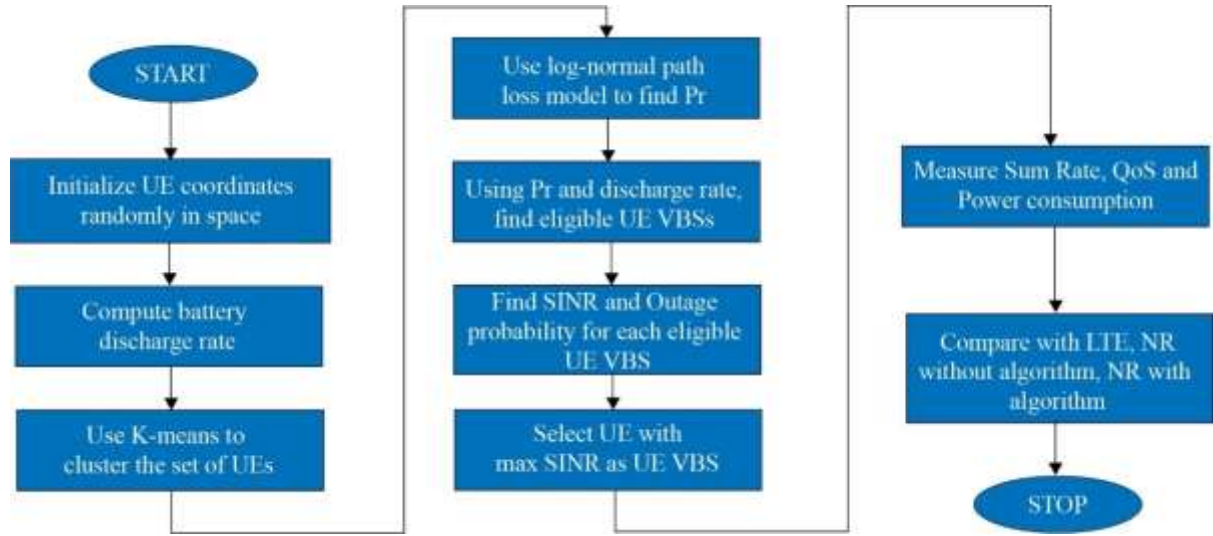 START
Initialize UE coordinates
randomly in space
Compute battery
discharge rate
Use K-means to
cluster the set of UEs
Use log-normal path
loss model to find Pr
Using Pr and discharge rate,
find eligible UE VBSs
Find SINR and Outage
probability for each eligible
UE VBS
Select UE with
max SINR as UE VBS
Measure Sum Rate, QoS and
Power consumption
Compare with LTE, NR
without algorithm, NR with
algorithm
STOP